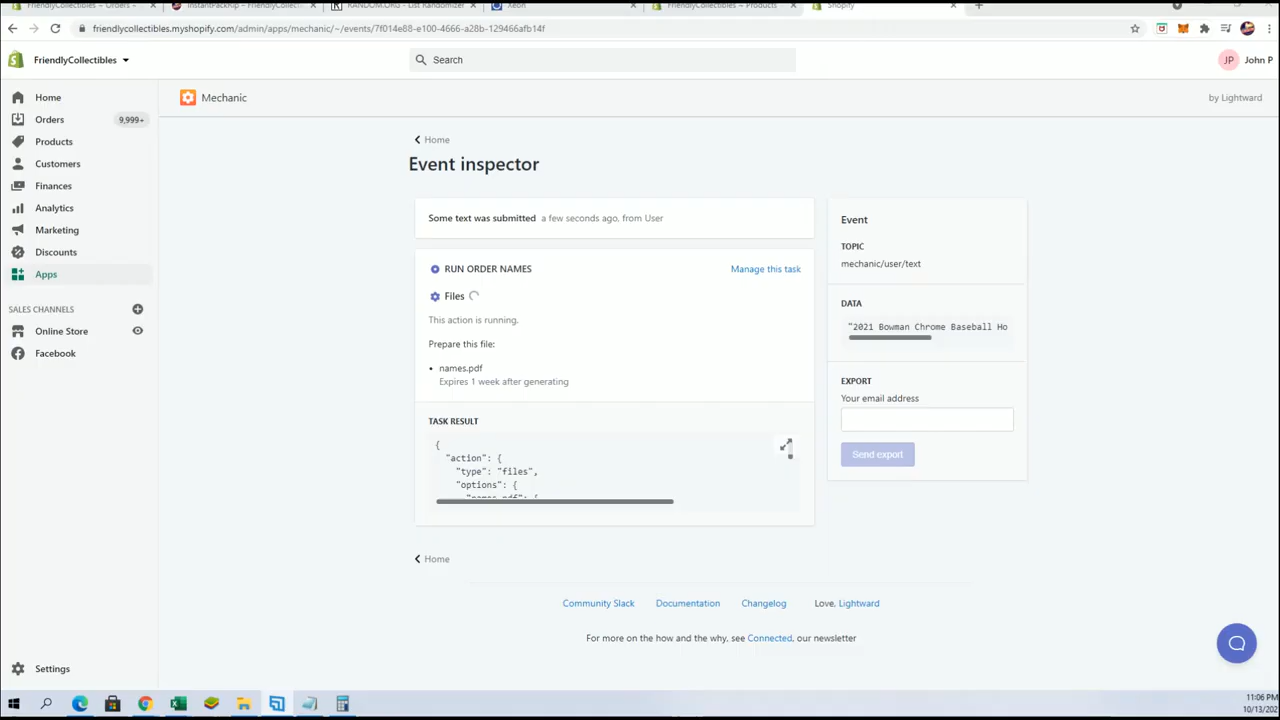 FriendlyCollectibles ~ Orders ~
InstantPackRip ~ FriendlyCollect
RANDOM.ORG - List Randomizer
Xeon
FriendlyCollectibles ~ Products ~
Shopify
friendlycollectibles.myshopify.com/admin/apps/mechanic/~/events/7f014e88-e100-4666-a28b-129466afb14f
FriendlyCollectibles
Search
JP John P
Home
Orders 9,999+
Products
Customers
Finances
Analytics
Marketing
Discounts
Apps
SALES CHANNELS
Online Store
Facebook
Settings
Mechanic
by Lightward
Home
Event inspector
Some text was submitted a few seconds ago, from User
RUN ORDER NAMES Manage this task
Files
This action is running.
Prepare this file:
• names.pdf
Expires 1 week after generating
TASK RESULT
{
"action": {
"type": "files",
"options": {
"names.pdf": {
Event
TOPIC
mechanic/user/text
DATA
"2021 Bowman Chrome Baseball Ho
EXPORT
Your email address
Send export
Home
Community Slack Documentation Changelog Love, Lightward
For more on the how and the why, see Connected, our newsletter
11:06 PM
10/13/202